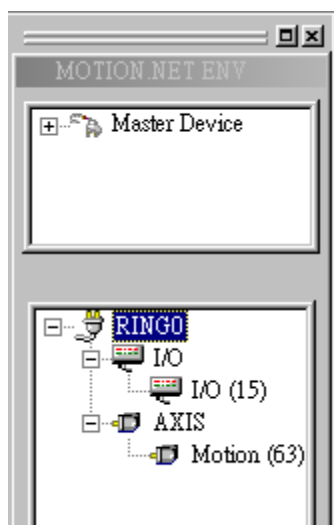 MOTION.NET ENV
Master Device
RING0
I/O
I/O (15)
AXIS
Motion (63)